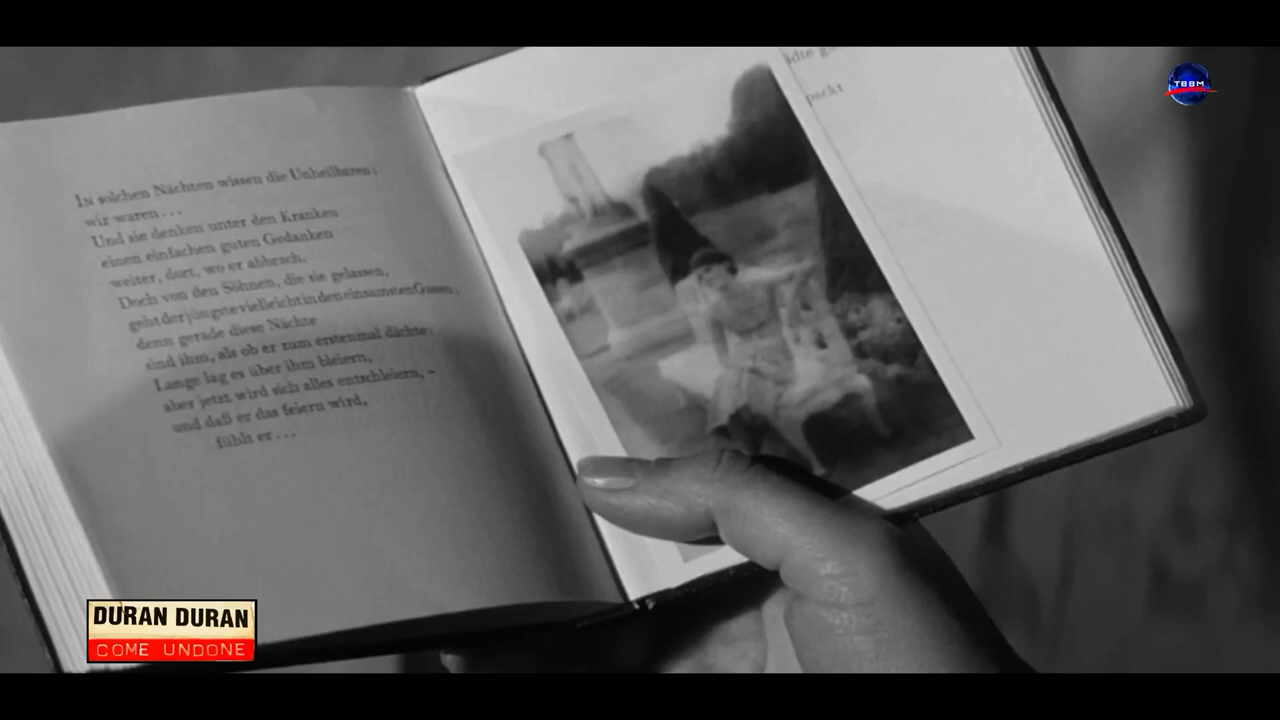 In solchen Nächten wissen die Unheilbaren:
wir waren ...
Und sie denken unter den Kranken
einen einfachen guten Gedanken
weiter, dort, wo er abbrach.
Doch von den Söhnen, die sie gelassen,
geht der jüngste vielleicht in den einsamsten Gassen,
denn gerade diese Nächte
sind ihm, als ob er zum erstenmal dächte:
Lange lag es über ihm bleiern,
aber jetzt wird sich alles entschleiern, –
und daß er das feiern wird,
fühlt er ...
packt
TBBM
DURAN DURAN
COME UNDONE